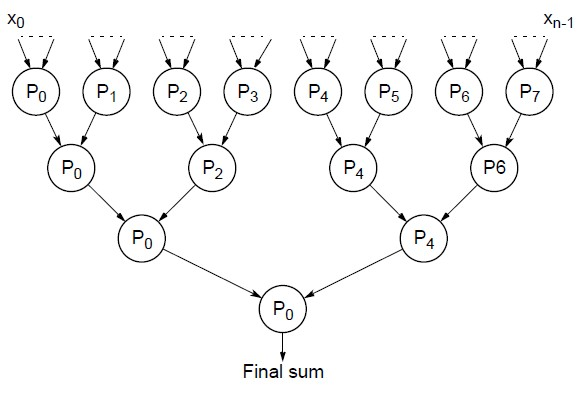 x0 xn-1
P0 P1 P2 P3 P4 P5 P6 P7
P0 P2 P4 P6
P0 P4
P0
Final sum